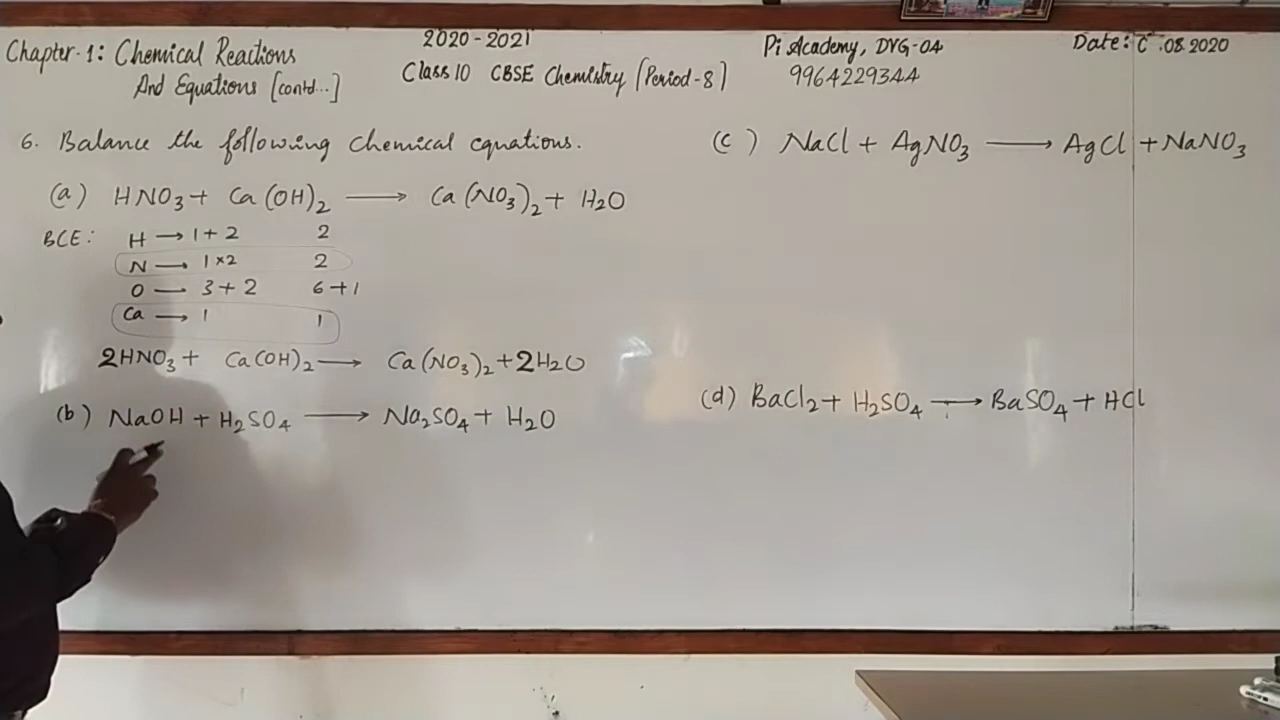 Chapter-1: Chemical Reactions
And Equations [contd...]
2020-2021
Class 10 CBSE Chemistry (Period-8)
Pi Academy, DVG-04
9964229344
Date: .08.2020
6. Balance the following chemical equations.
(a) HNO3 + Ca(OH)2 ⟶ Ca(NO3)2 + H2O
BCE: H → 1+2 2
N — 1×2 2
O — 3+2 6+1
Ca → 1 1
2HNO3 + Ca(OH)2 ⟶ Ca(NO3)2 + 2H2O
(b) NaOH + H2SO4 ⟶ Na2SO4 + H2O
(c) NaCl + AgNO3 ⟶ AgCl + NaNO3
(d) BaCl2 + H2SO4 ⟶ BaSO4 + HCl